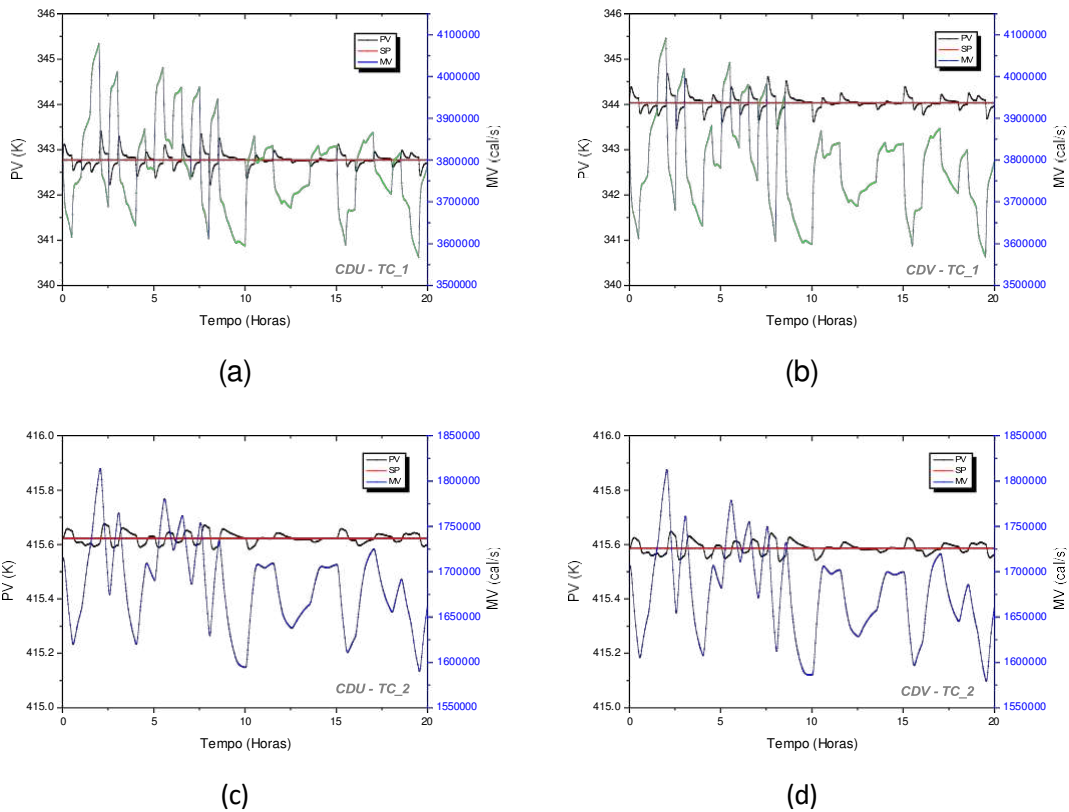 346
345
344
343
342
341
340
PV (K)
PV
SP
MV
4100000
4000000
3900000
3800000
3700000
3600000
3500000
MV (cal/s)
CDU - TC_1
0 5 10 15 20
Tempo (Horas)
(a)
346
345
344
343
342
341
340
PV (K)
PV
SP
MV
4100000
4000000
3900000
3800000
3700000
3600000
3500000
MV (cal/s)
CDV - TC_1
0 5 10 15 20
Tempo (Horas)
(b)
416.0
415.8
415.6
415.4
415.2
415.0
PV (K)
PV
SP
MV
1850000
1800000
1750000
1700000
1650000
1600000
1550000
MV (cal/s)
CDU - TC_2
0 5 10 15 20
Tempo (Horas)
(c)
416.0
415.8
415.6
415.4
415.2
415.0
PV (K)
PV
SP
MV
1850000
1800000
1750000
1700000
1650000
1600000
1550000
MV (cal/s)
CDV - TC_2
0 5 10 15 20
Tempo (Horas)
(d)